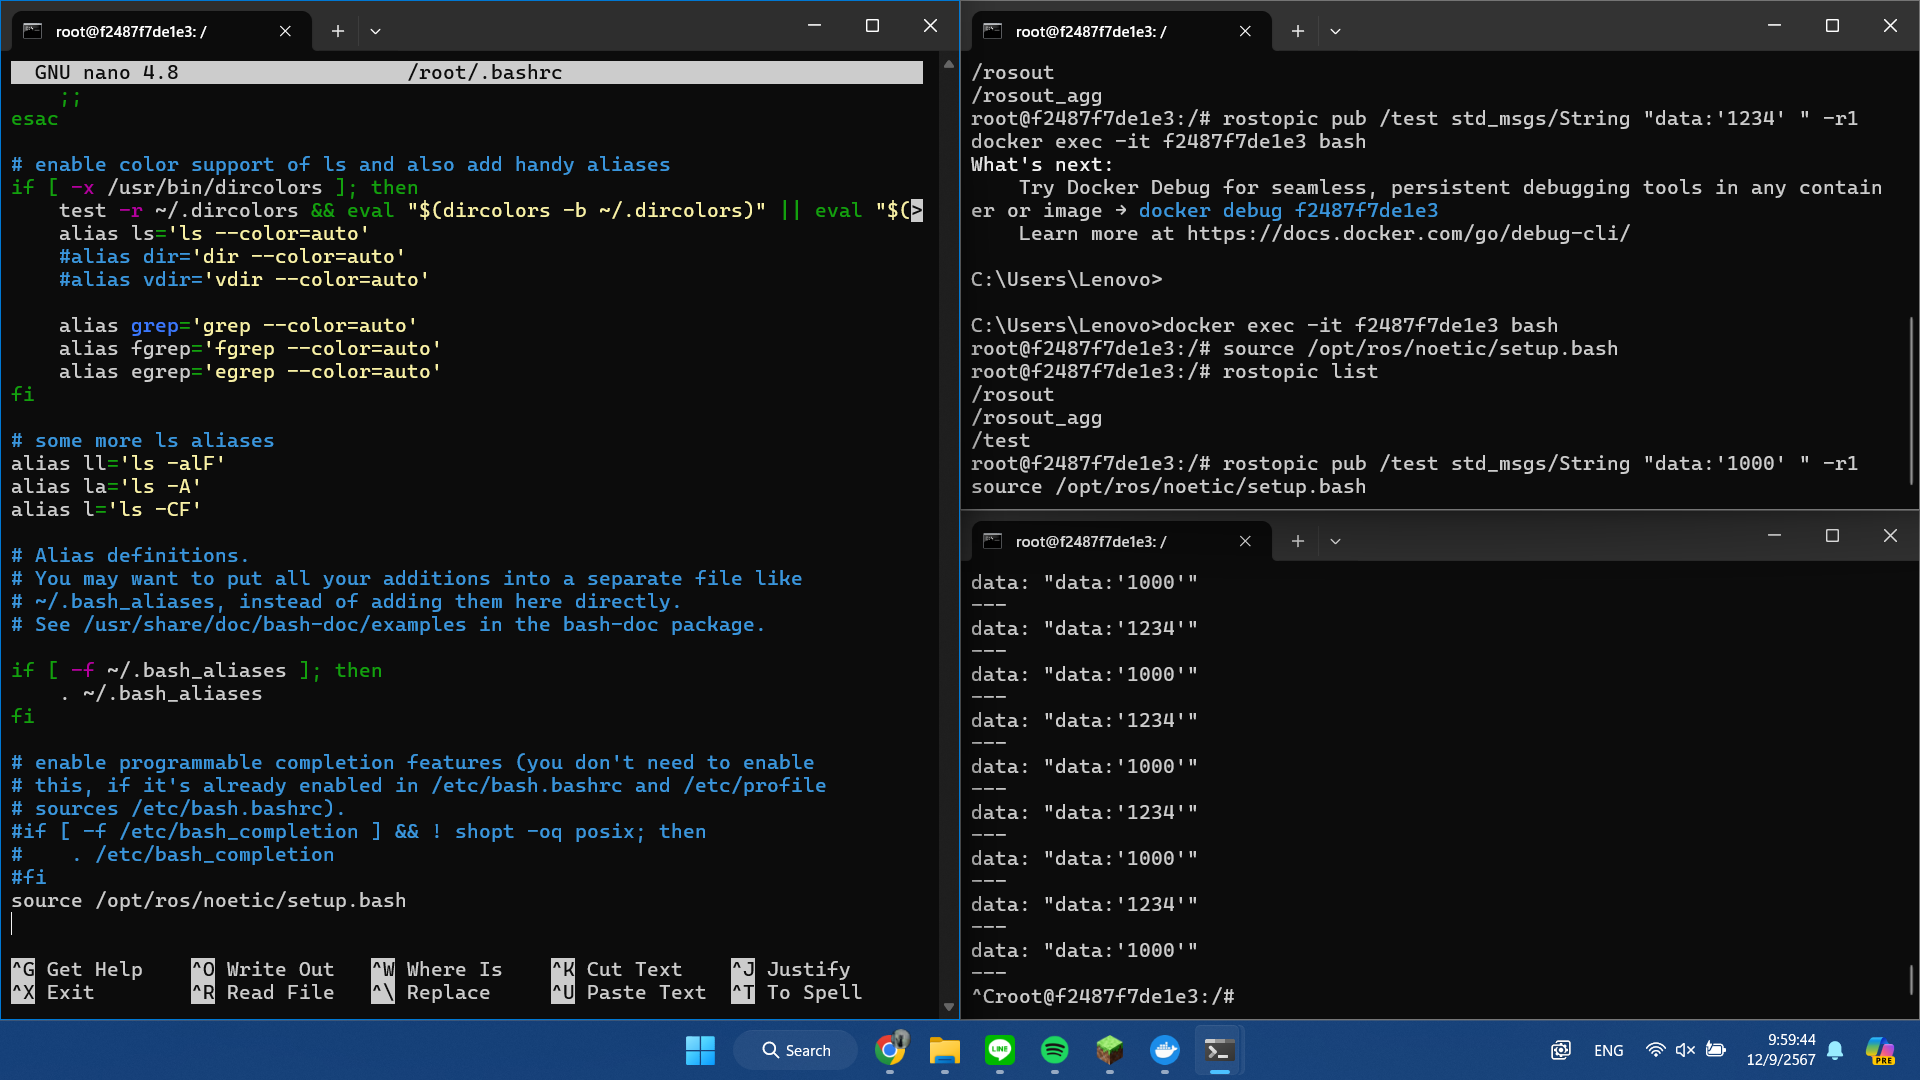 root@f2487f7de1e3: /
GNU nano 4.8 /root/.bashrc
;;
esac
# enable color support of ls and also add handy aliases
if [ -x /usr/bin/dircolors ]; then
test -r ~/.dircolors && eval "$(dircolors -b ~/.dircolors)" || eval "$(>
alias ls='ls --color=auto'
#alias dir='dir --color=auto'
#alias vdir='vdir --color=auto'
alias grep='grep --color=auto'
alias fgrep='fgrep --color=auto'
alias egrep='egrep --color=auto'
fi
# some more ls aliases
alias ll='ls -alF'
alias la='ls -A'
alias l='ls -CF'
# Alias definitions.
# You may want to put all your additions into a separate file like
# ~/.bash_aliases, instead of adding them here directly.
# See /usr/share/doc/bash-doc/examples in the bash-doc package.
if [ -f ~/.bash_aliases ]; then
. ~/.bash_aliases
fi
# enable programmable completion features (you don't need to enable
# this, if it's already enabled in /etc/bash.bashrc and /etc/profile
# sources /etc/bash.bashrc).
#if [ -f /etc/bash_completion ] && ! shopt -oq posix; then
#    . /etc/bash_completion
#fi
source /opt/ros/noetic/setup.bash
^G Get Help ^O Write Out ^W Where Is ^K Cut Text ^J Justify
^X Exit ^R Read File ^\ Replace ^U Paste Text ^T To Spell
root@f2487f7de1e3: /
/rosout
/rosout_agg
root@f2487f7de1e3:/# rostopic pub /test std_msgs/String "data:'1234' " -r1
docker exec -it f2487f7de1e3 bash
What's next:
Try Docker Debug for seamless, persistent debugging tools in any contain
er or image → docker debug f2487f7de1e3
Learn more at https://docs.docker.com/go/debug-cli/
C:\Users\Lenovo>
C:\Users\Lenovo>docker exec -it f2487f7de1e3 bash
root@f2487f7de1e3:/# source /opt/ros/noetic/setup.bash
root@f2487f7de1e3:/# rostopic list
/rosout
/rosout_agg
/test
root@f2487f7de1e3:/# rostopic pub /test std_msgs/String "data:'1000' " -r1
source /opt/ros/noetic/setup.bash
root@f2487f7de1e3: /
data: "data:'1000'"
---
data: "data:'1234'"
---
data: "data:'1000'"
---
data: "data:'1234'"
---
data: "data:'1000'"
---
data: "data:'1234'"
---
data: "data:'1000'"
---
data: "data:'1234'"
---
data: "data:'1000'"
---
^Croot@f2487f7de1e3:/#
Search
LINE
ENG
9:59:44
12/9/2567
PRE